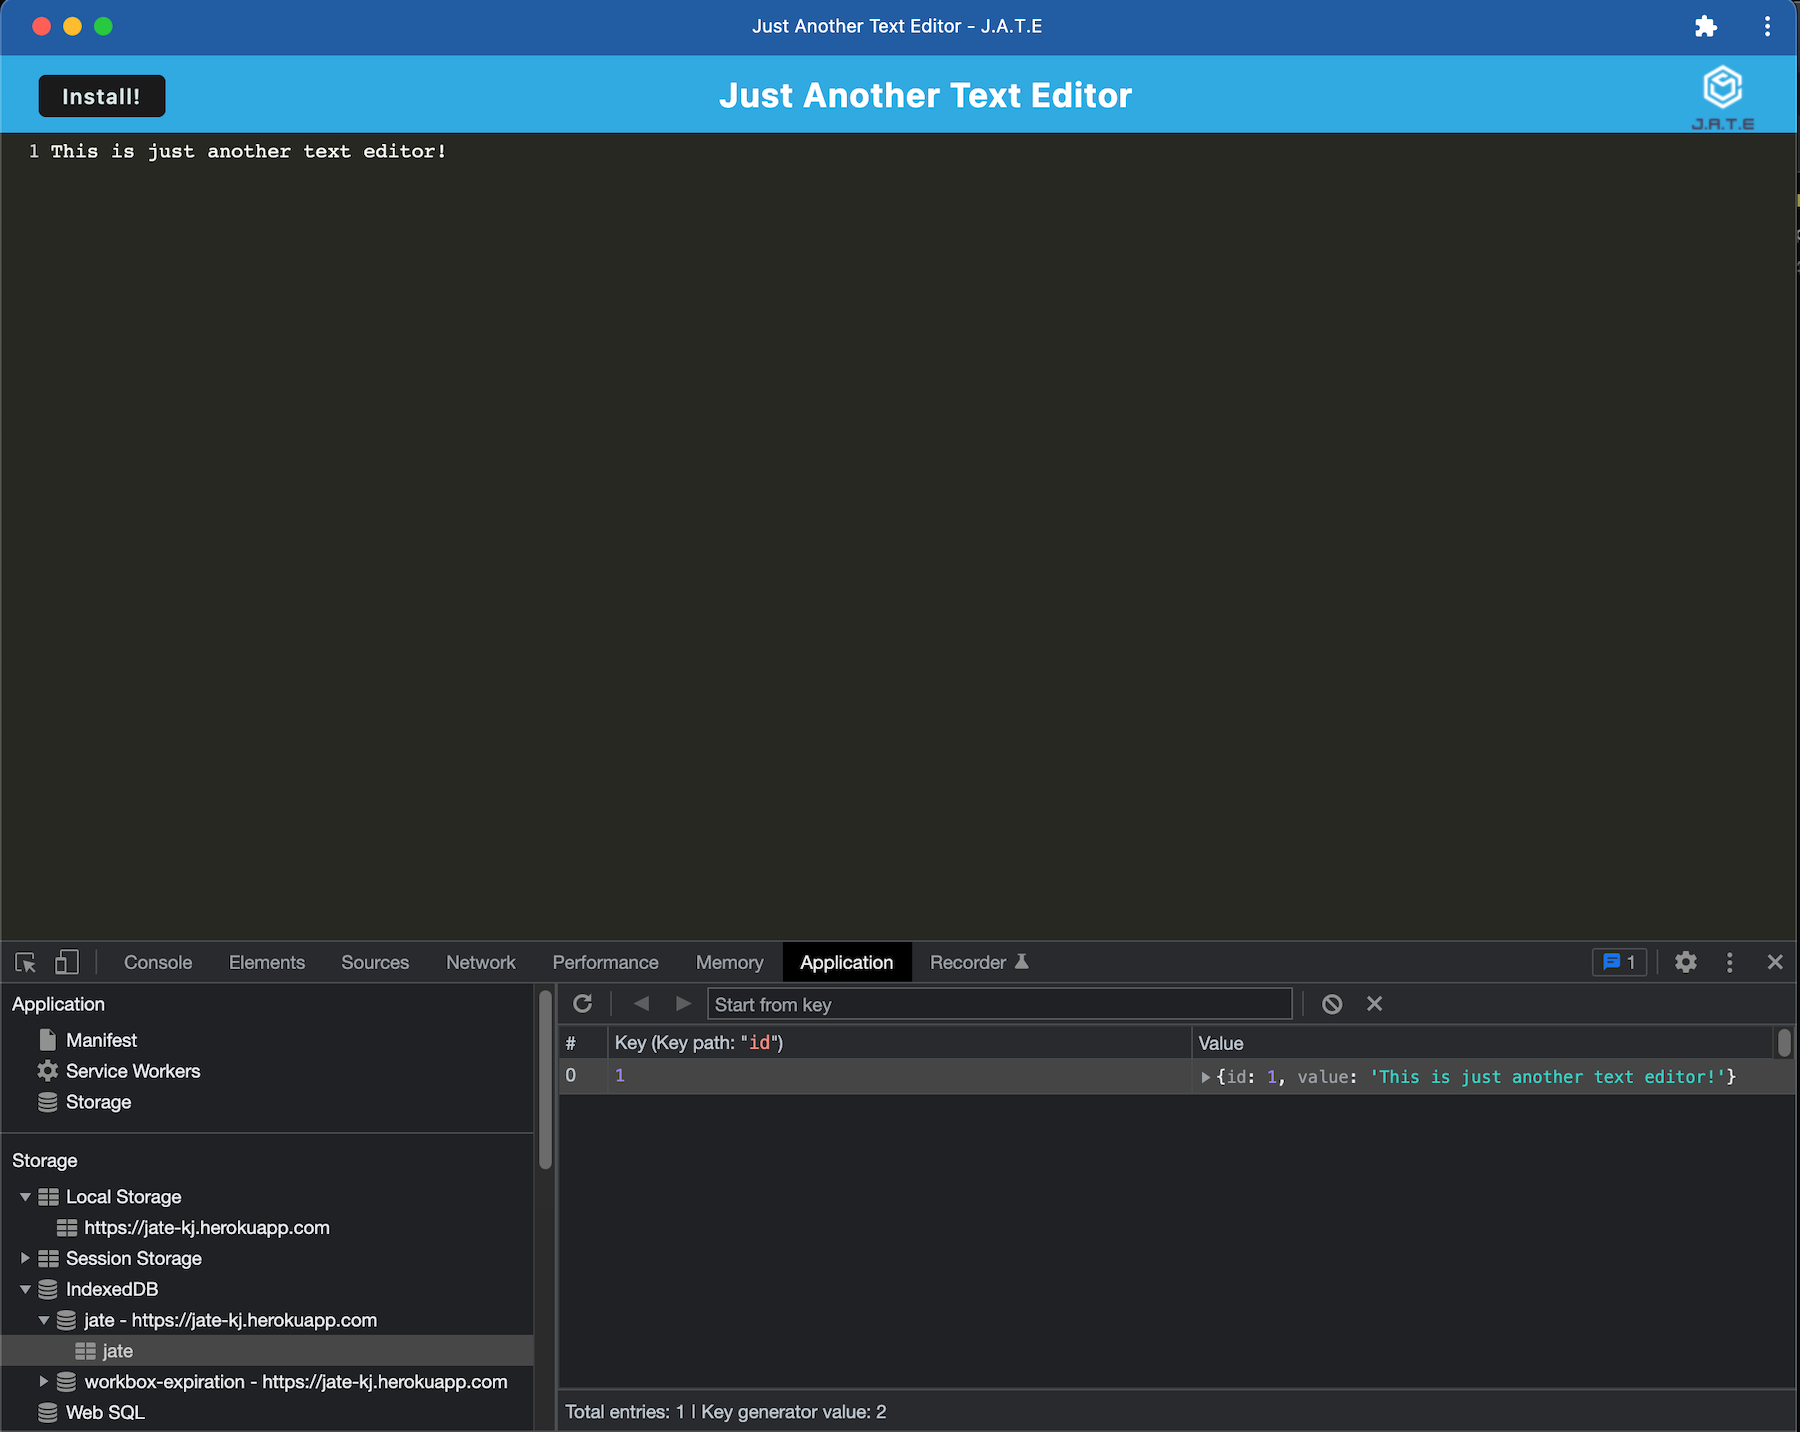 Just Another Text Editor - J.A.T.E
Install!
Just Another Text Editor
J.A.T.E
1 This is just another text editor!
Console Elements Sources Network Performance Memory Application Recorder 1
Application
Manifest
Service Workers
Storage
Storage
Local Storage
https://jate-kj.herokuapp.com
Session Storage
IndexedDB
jate - https://jate-kj.herokuapp.com
jate
workbox-expiration - https://jate-kj.herokuapp.com
Web SQL
Start from key
# Key (Key path: "id") Value
0 1 {id: 1, value: 'This is just another text editor!'}
Total entries: 1 | Key generator value: 2